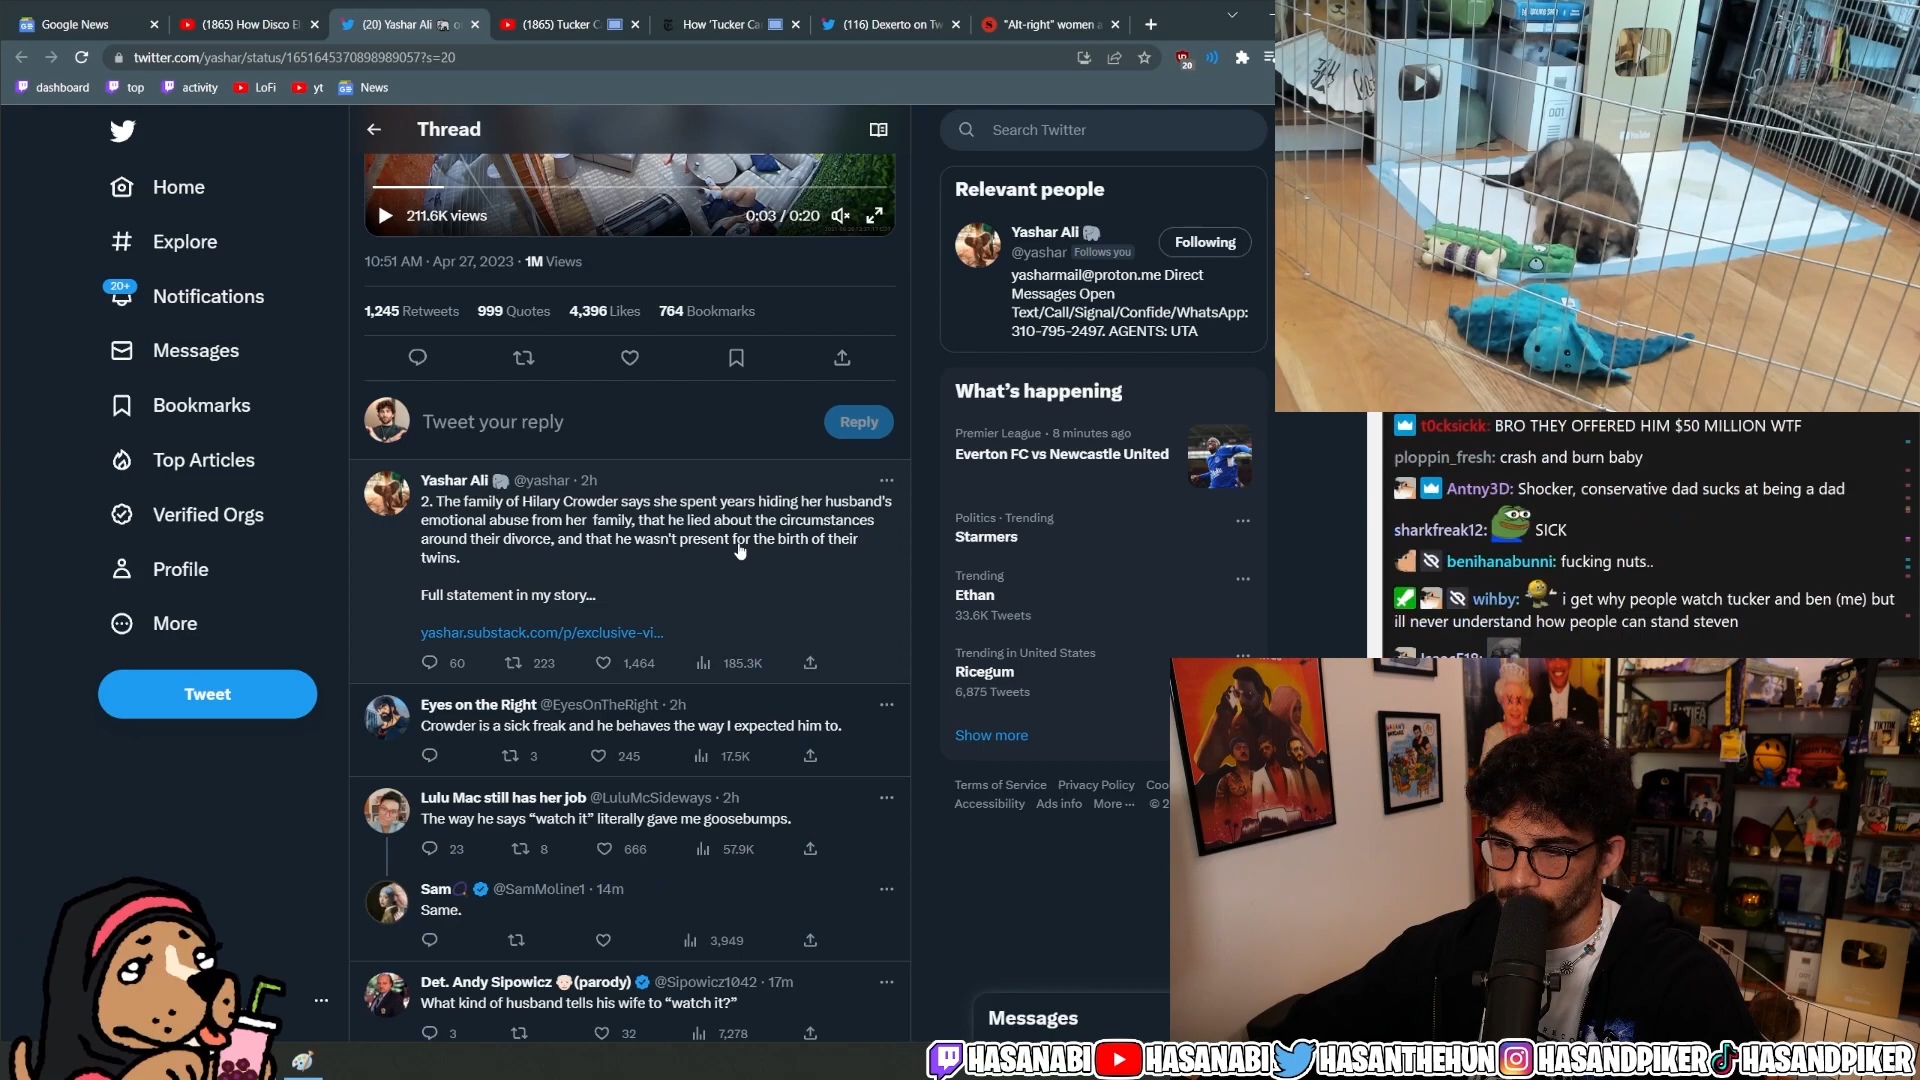 Google News
(1865) How Disco El
(20) Yashar Ali
(1865) Tucker C
How 'Tucker Ca
(116) Dexerto on Tw
"Alt-right" women a
twitter.com/yashar/status/1651645370898989057?s=20
20
dashboard
top
activity
LoFi
yt
News
Home
Explore
20+
Notifications
Messages
Bookmarks
Top Articles
Verified Orgs
Profile
More
Tweet
Thread
211.6K views
0:03 / 0:20
10:51 AM · Apr 27, 2023 · 1M Views
1,245 Retweets 999 Quotes 4,396 Likes 764 Bookmarks
Tweet your reply
Reply
Yashar Ali @yashar · 2h
2. The family of Hilary Crowder says she spent years hiding her husband's
emotional abuse from her family, that he lied about the circumstances
around their divorce, and that he wasn't present for the birth of their
twins.
Full statement in my story...
yashar.substack.com/p/exclusive-vi...
60 223 1,464 185.3K
Eyes on the Right @EyesOnTheRight · 2h
Crowder is a sick freak and he behaves the way I expected him to.
3 245 17.5K
Lulu Mac still has her job @LuluMcSideways · 2h
The way he says “watch it” literally gave me goosebumps.
23 8 666 57.9K
Sam @SamMoline1 · 14m
Same.
3,949
Det. Andy Sipowicz (parody) @Sipowicz1042 · 17m
What kind of husband tells his wife to “watch it?”
3 32 7,278
Search Twitter
Relevant people
Yashar Ali
@yashar Follows you
Following
yasharmail@proton.me Direct
Messages Open
Text/Call/Signal/Confide/WhatsApp:
310-795-2497. AGENTS: UTA
What's happening
Premier League · 8 minutes ago
Everton FC vs Newcastle United
Politics · Trending
Starmers
Trending
Ethan
33.6K Tweets
Trending in United States
Ricegum
6,875 Tweets
Show more
Terms of Service Privacy Policy Coo
Accessibility Ads info More ··· © 2
Messages
001
YouTube
t0cksickk: BRO THEY OFFERED HIM $50 MILLION WTF
ploppin_fresh: crash and burn baby
Antny3D: Shocker, conservative dad sucks at being a dad
sharkfreak12: SICK
benihanabunni: fucking nuts..
wihby: i get why people watch tucker and ben (me) but
ill never understand how people can stand steven
TIKTOK
HASANABI HASANABI HASANTHEHUN HASANDPIKER HASANDPIKER